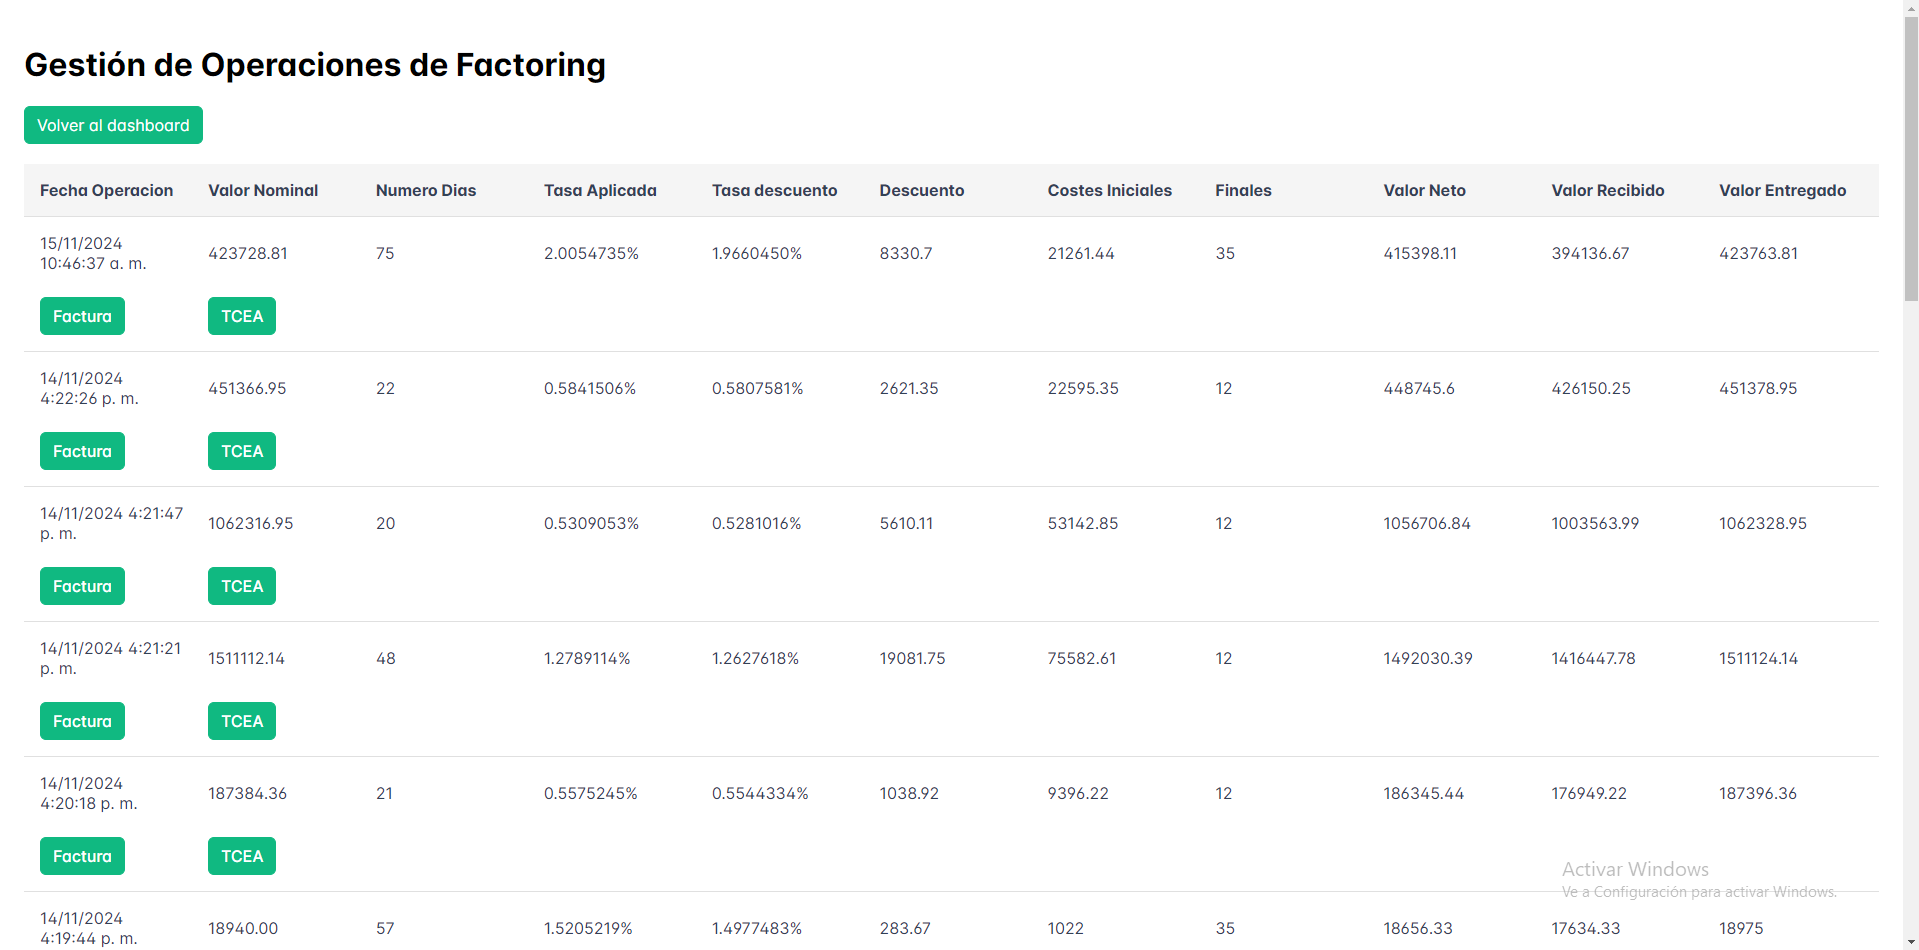 Gestión de Operaciones de Factoring
Volver al dashboard
Fecha Operacion Valor Nominal Numero Dias Tasa Aplicada Tasa descuento Descuento Costes Iniciales Finales Valor Neto Valor Recibido Valor Entregado
15/11/2024
10:46:37 a. m. 423728.81 75 2.0054735% 1.9660450% 8330.7 21261.44 35 415398.11 394136.67 423763.81
Factura TCEA
14/11/2024
4:22:26 p. m. 451366.95 22 0.5841506% 0.5807581% 2621.35 22595.35 12 448745.6 426150.25 451378.95
Factura TCEA
14/11/2024 4:21:47
p. m. 1062316.95 20 0.5309053% 0.5281016% 5610.11 53142.85 12 1056706.84 1003563.99 1062328.95
Factura TCEA
14/11/2024 4:21:21
p. m. 1511112.14 48 1.2789114% 1.2627618% 19081.75 75582.61 12 1492030.39 1416447.78 1511124.14
Factura TCEA
14/11/2024
4:20:18 p. m. 187384.36 21 0.5575245% 0.5544334% 1038.92 9396.22 12 186345.44 176949.22 187396.36
Factura TCEA
Activar Windows
Ve a Configuración para activar Windows.
14/11/2024
4:19:44 p. m. 18940.00 57 1.5205219% 1.4977483% 283.67 1022 35 18656.33 17634.33 18975